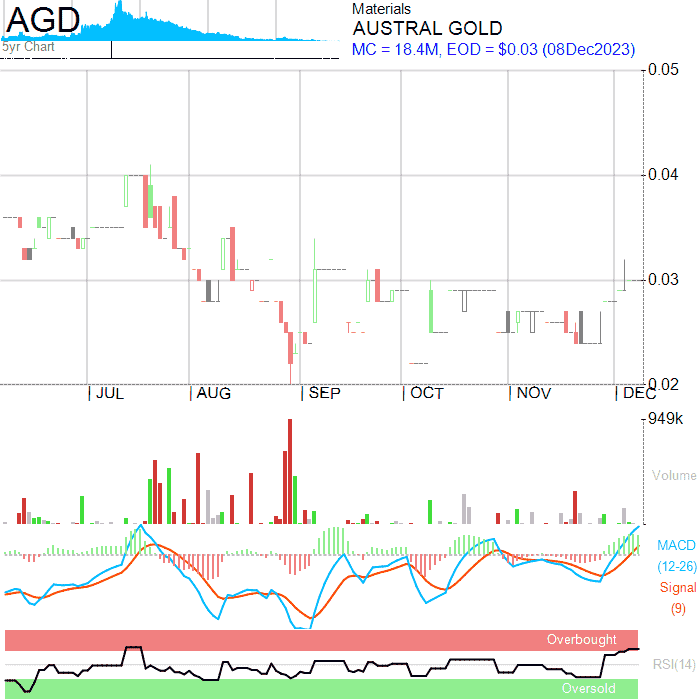 AGD
5yr Chart
Materials
AUSTRAL GOLD
MC = 18.4M, EOD = $0.03 (08Dec2023)
0.05
0.04
0.03
0.02
JUL AUG SEP OCT NOV DEC
949k
Volume
MACD
(12-26)
Signal
(9)
Overbought
RSI(14)
Oversold